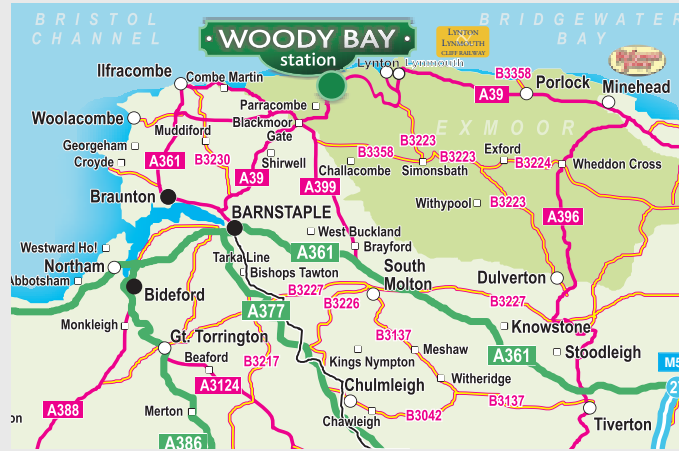 BRISTOL
CHANNEL
WOODY BAY
station
LYNTON
&
LYNMOUTH
CLIFF RAILWAY
BRIDGEWATER
BAY
Ilfracombe
Combe Martin
Lynton
Lynmouth
B3358
Porlock
A39
Minehead
Woolacombe
Parracombe
Blackmoor
Gate
EXMOOR
Muddiford
Georgeham
Croyde
A361
B3230
Shirwell
A39
B3358
Challacombe
B3223
B3223
Simonsbath
Exford
B3224
Wheddon Cross
A399
Braunton
Withypool
B3223
A396
BARNSTAPLE
West Buckland
Brayford
A361
Westward Ho!
Northam
Abbotsham
Tarka Line
Bishops Tawton
South
Molton
Dulverton
Bideford
A377
B3227
B3226
B3227
Monkleigh
Gt. Torrington
B3137
Knowstone
Meshaw
A361
Stoodleigh
Beaford
B3217
Kings Nympton
A3124
Chulmleigh
Witheridge
M5
27
A388
Merton
Chawleigh
B3042
B3137
Tiverton
A386
on